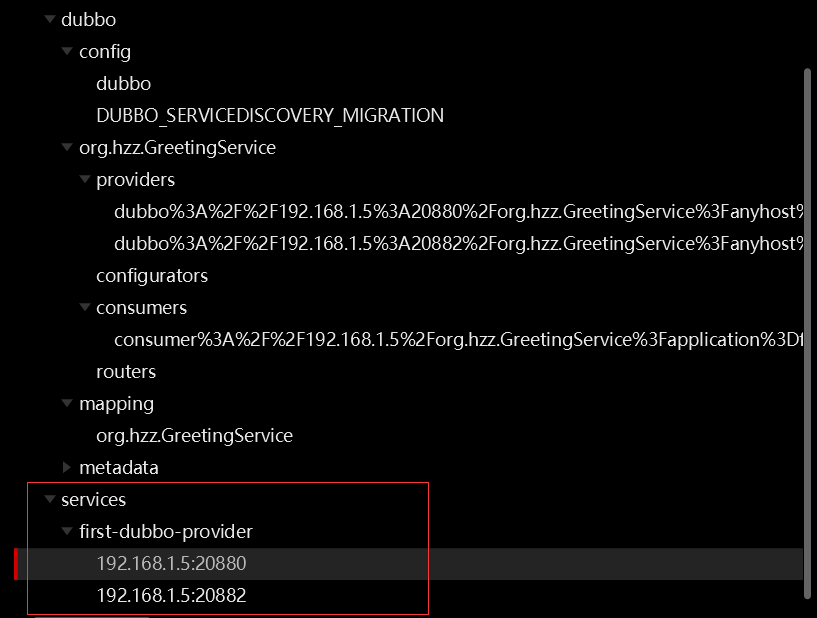 dubbo
config
dubbo
DUBBO_SERVICEDISCOVERY_MIGRATION
org.hzz.GreetingService
providers
dubbo%3A%2F%2F192.168.1.5%3A20880%2Forg.hzz.GreetingService%3Fanyhost%
dubbo%3A%2F%2F192.168.1.5%3A20882%2Forg.hzz.GreetingService%3Fanyhost%
configurators
consumers
consumer%3A%2F%2F192.168.1.5%2Forg.hzz.GreetingService%3Fapplication%3Df
routers
mapping
org.hzz.GreetingService
metadata
services
first-dubbo-provider
192.168.1.5:20880
192.168.1.5:20882